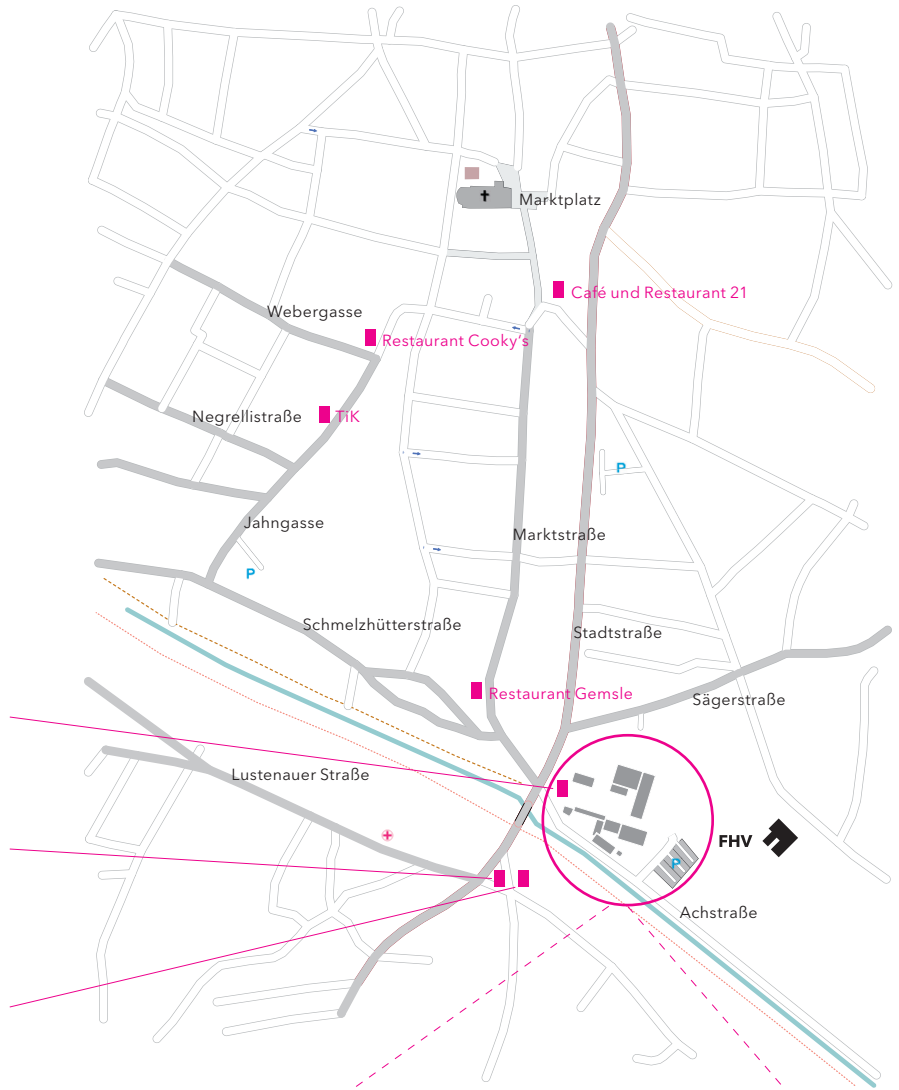 Marktplatz
Café und Restaurant 21
Webergasse
Restaurant Cooky's
Negrellistraße
TiK
P
Jahngasse
Marktstraße
P
Schmelzhütterstraße
Stadtstraße
Restaurant Gemsle
Sägerstraße
Lustenauer Straße
FHV
P
Achstraße